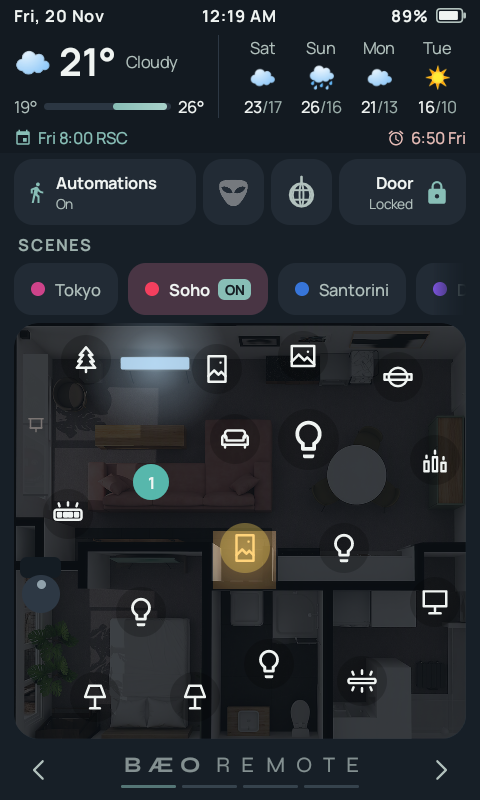 Fri, 20 Nov 12:19 AM 89%
21° Cloudy
19° 26°
Sat Sun Mon Tue
23/17 26/16 21/13 16/10
Fri 8:00 RSC 6:50 Fri
Automations
On
Door
Locked
SCENES
Tokyo Soho ON Santorini
1
BÆO REMOTE